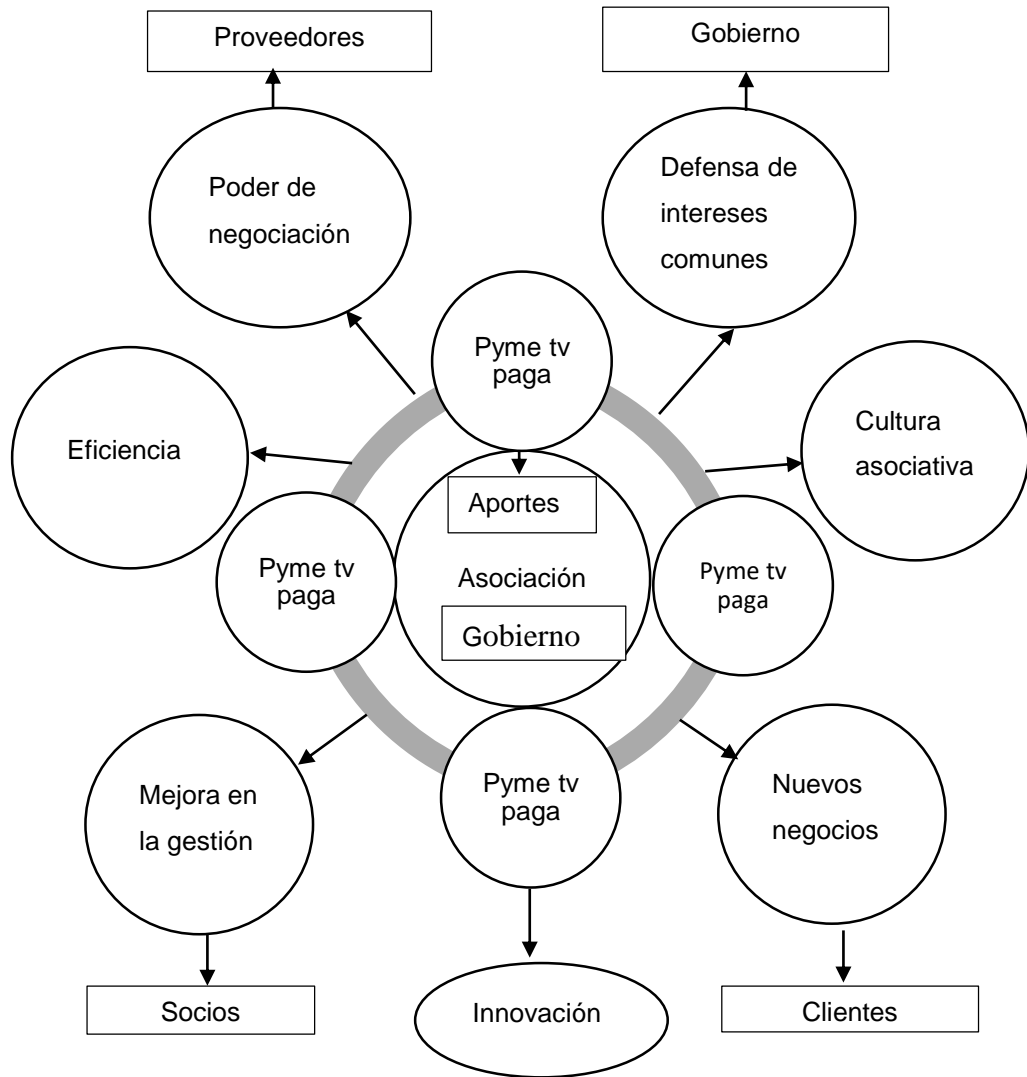 Proveedores
Gobierno
Poder de
negociación
Defensa de
intereses
comunes
Pyme tv
paga
Eficiencia
Cultura
asociativa
Aportes
Pyme tv
paga
Asociación
Pyme tv
paga
Gobierno
Mejora en
la gestión
Pyme tv
paga
Nuevos
negocios
Socios
Innovación
Clientes